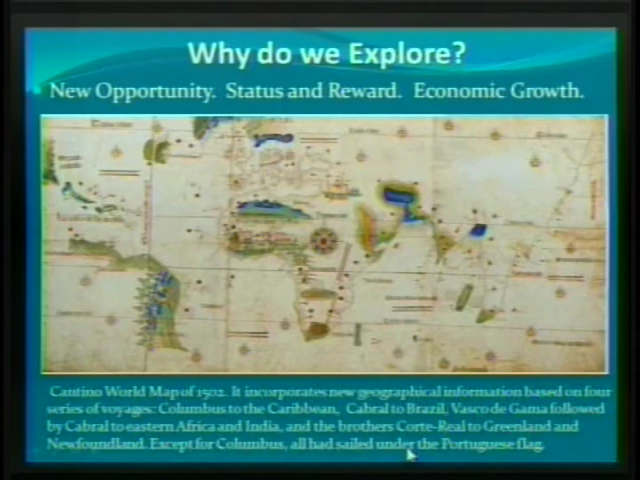 Why do we Explore?
New Opportunity. Status and Reward. Economic Growth.
Cantino World Map of 1502. It incorporates new geographical information based on four
series of voyages: Columbus to the Caribbean, Cabral to Brazil, Vasco de Gama followed
by Cabral to eastern Africa and India, and the brothers Corte-Real to Greenland and
Newfoundland. Except for Columbus, all had sailed under the Portuguese flag.